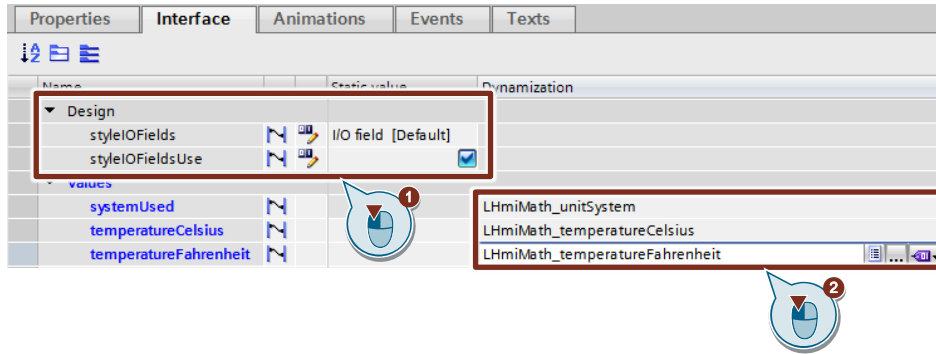 Properties Interface Animations Events Texts
Name Static value Dynamization
Design
styleIOFields I/O field [Default]
styleIOFieldsUse
Values
1
systemUsed LHmiMath_unitSystem
temperatureCelsius LHmiMath_temperatureCelsius
temperatureFahrenheit LHmiMath_temperatureFahrenheit
2